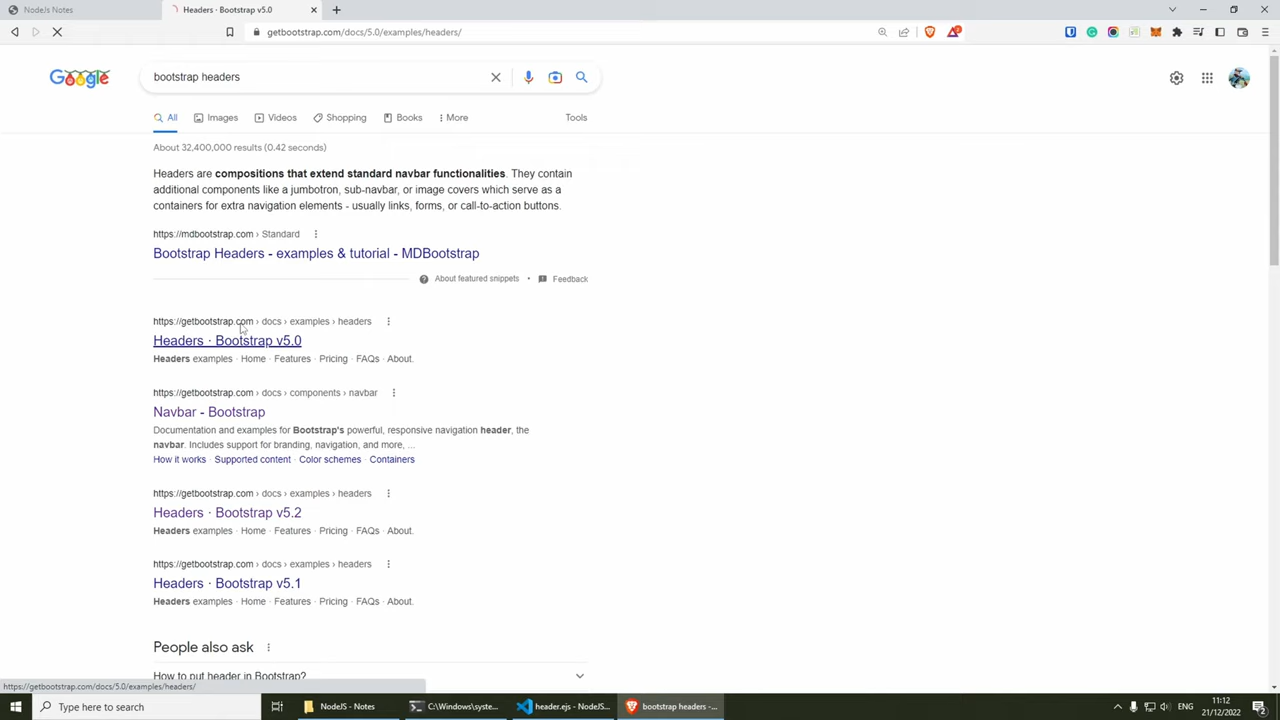 NodeJs Notes
Headers · Bootstrap v5.0
getbootstrap.com/docs/5.0/examples/headers/
Google
bootstrap headers
All
Images
Videos
Shopping
Books
More
Tools
About 32,400,000 results (0.42 seconds)
Headers are compositions that extend standard navbar functionalities. They contain
additional components like a jumbotron, sub-navbar, or image covers which serve as a
containers for extra navigation elements - usually links, forms, or call-to-action buttons.
https://mdbootstrap.com › Standard
Bootstrap Headers - examples & tutorial - MDBootstrap
About featured snippets • Feedback
https://getbootstrap.com › docs › examples › headers
Headers · Bootstrap v5.0
Headers examples · Home · Features · Pricing · FAQs · About.
https://getbootstrap.com › docs › components › navbar
Navbar - Bootstrap
Documentation and examples for Bootstrap's powerful, responsive navigation header, the
navbar. Includes support for branding, navigation, and more, ...
How it works · Supported content · Color schemes · Containers
https://getbootstrap.com › docs › examples › headers
Headers · Bootstrap v5.2
Headers examples · Home · Features · Pricing · FAQs · About.
https://getbootstrap.com › docs › examples › headers
Headers · Bootstrap v5.1
Headers examples · Home · Features · Pricing · FAQs · About.
People also ask
How to put header in Bootstrap?
https://getbootstrap.com/docs/5.0/examples/headers/
Type here to search
NodeJS - Notes
C:\Windows\syste...
header.ejs - NodeJS...
bootstrap headers -...
ENG
11:12
21/12/2022
2